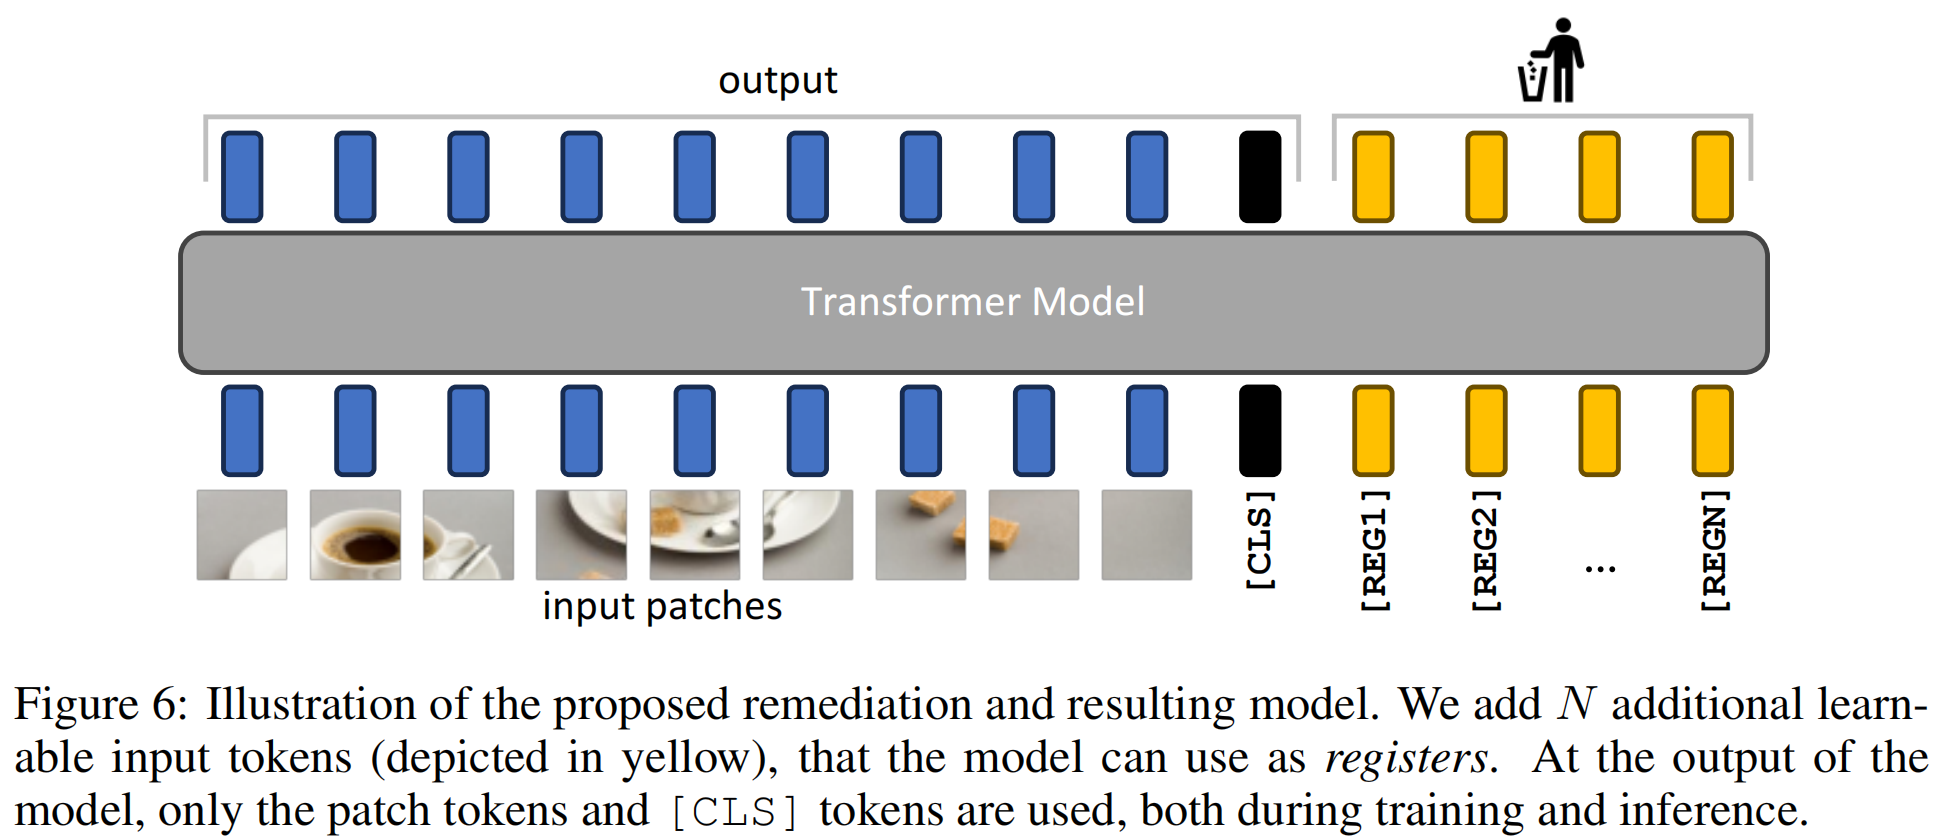 output
Transformer Model
[CLS]
[REG1]
[REG2]
...
[REGN]
input patches
Figure 6: Illustration of the proposed remediation and resulting model. We add N additional learn-
able input tokens (depicted in yellow), that the model can use as registers. At the output of the
model, only the patch tokens and [CLS] tokens are used, both during training and inference.